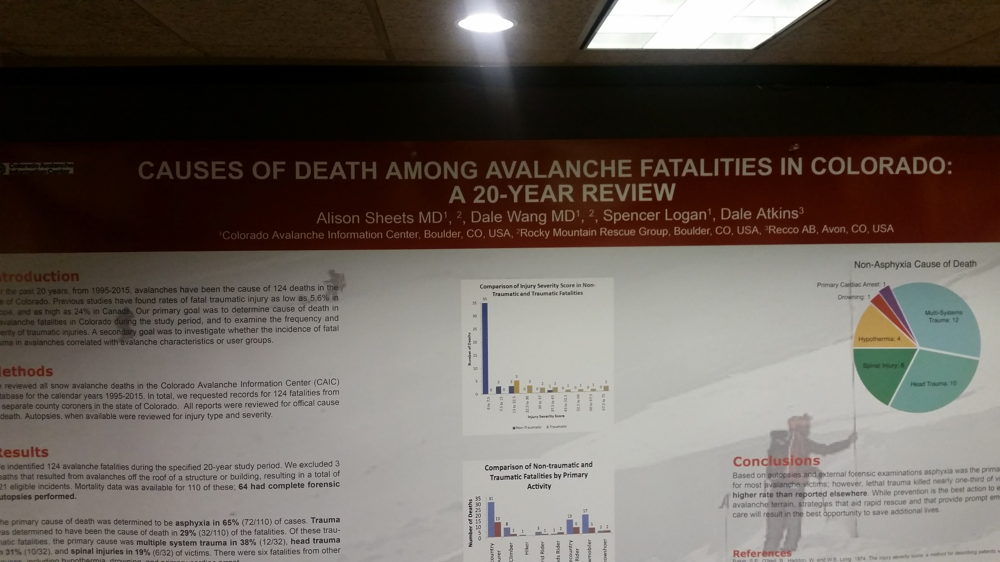 Colorado Avalanche
Information Center
CAUSES OF DEATH AMONG AVALANCHE FATALITIES IN COLORADO:
A 20-YEAR REVIEW
Alison Sheets MD¹, ², Dale Wang MD¹, ², Spencer Logan¹, Dale Atkins³
¹Colorado Avalanche Information Center, Boulder, CO, USA, ²Rocky Mountain Rescue Group, Boulder, CO, USA, ³Recco AB, Avon, CO, USA
troduction
r the past 20 years, from 1995-2015, avalanches have been the cause of 124 deaths in the
e of Colorado. Previous studies have found rates of fatal traumatic injury as low as 5.6% in
ope, and as high as 24% in Canada. Our primary goal was to determine cause of death in
avalanche fatalities in Colorado during the study period, and to examine the frequency and
erity of traumatic injuries. A secondary goal was to investigate whether the incidence of fatal
uma in avalanches correlated with avalanche characteristics or user groups.
ethods
e reviewed all snow avalanche deaths in the Colorado Avalanche Information Center (CAIC)
tabase for the calendar years 1995-2015. In total, we requested records for 124 fatalities from
separate county coroners in the state of Colorado. All reports were reviewed for offical cause
death. Autopsies, when available were reviewed for injury type and severity.
Results
e indentified 124 avalanche fatalities during the specified 20-year study period. We excluded 3
eaths that resulted from avalanches off the roof of a structure or building, resulting in a total of
21 eligible incidents. Mortality data was available for 110 of these; 64 had complete forensic
utopsies performed.
he primary cause of death was determined to be asphyxia in 65% (72/110) of cases. Trauma
as determined to have been the cause of death in 29% (32/110) of the fatalities. Of these trau-
matic fatalities, the primary cause was multiple system trauma in 38% (12/32), head trauma
n 31% (10/32), and spinal injuries in 19% (6/32) of victims. There were six fatalities from other
including hypothermia, drowning, and primary cardiac arrest.
Comparison of Injury Severity Score in Non-
Traumatic and Traumatic Fatalities
Number of Deaths
35
30
25
20
15
10
5
0
35 0 3 0 3 5 0 3 0 2 1 2 0 1 0 1 0 1 0 2
0 to 7.5
7.5 to 15
15 to 22.5
22.5 to 30
30 to 37
37.5 to 45
45 to 52.5
52.5 to 60
60 to 67.5
67.5 to 75
Injury Severity Score
Non-Traumatic Traumatic
Comparison of Non-traumatic and
Traumatic Fatalities by Primary
Activity
Number of Deaths
35
30
25
20
15
10
5
0
31 13 8 2 1 3 1 1 2 13 6 17 5 2 2
country
ourer
Climber
Hiker
rid Rider
ds Rider
ecountry
Rider
wmobiler
nowshoer
Non-Asphyxia Cause of Death
Primary Cardiac Arrest: 1
Drowning: 1
Multi-Systems
Trauma: 12
Hypothermia: 4
Spinal Injury: 6
Head Trauma: 10
Conclusions
Based on autopsies and external forensic examinations asphyxia was the prima
for most avalanche victims; however, lethal trauma killed nearly one-third of vi
higher rate than reported elsewhere. While prevention is the best action to e
avalanche terrain, strategies that aid rapid rescue and that provide prompt em
care will result in the best opportunity to save additional lives.
References
Baker, S.P., O'Neil, B., Haddon, W. and W.B. Long. 1974. The injury severity score: a method for describing patients w